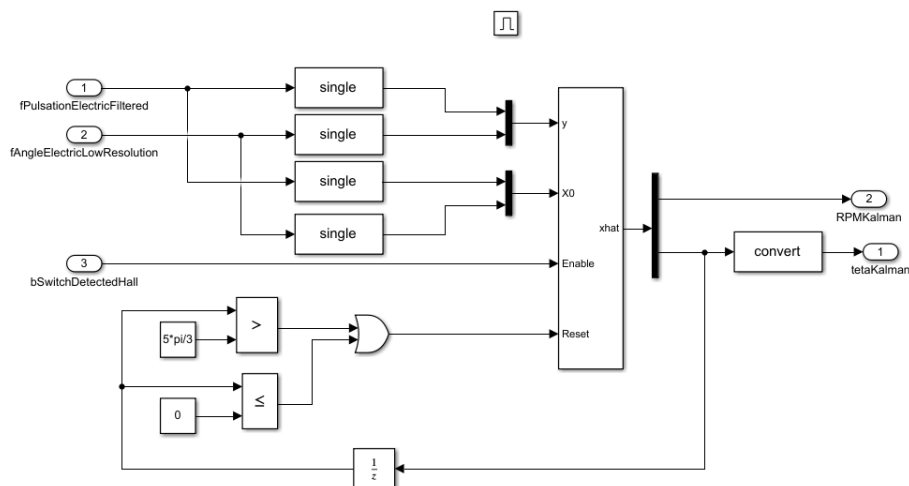 1
fPulsationElectricFiltered
2
fAngleElectricLowResolution
single
single
single
single
y
X0
xhat
Enable
Reset
2
RPMKalman
convert
1
tetaKalman
3
bSwitchDetectedHall
>
5*pi/3
≤
0
1
z